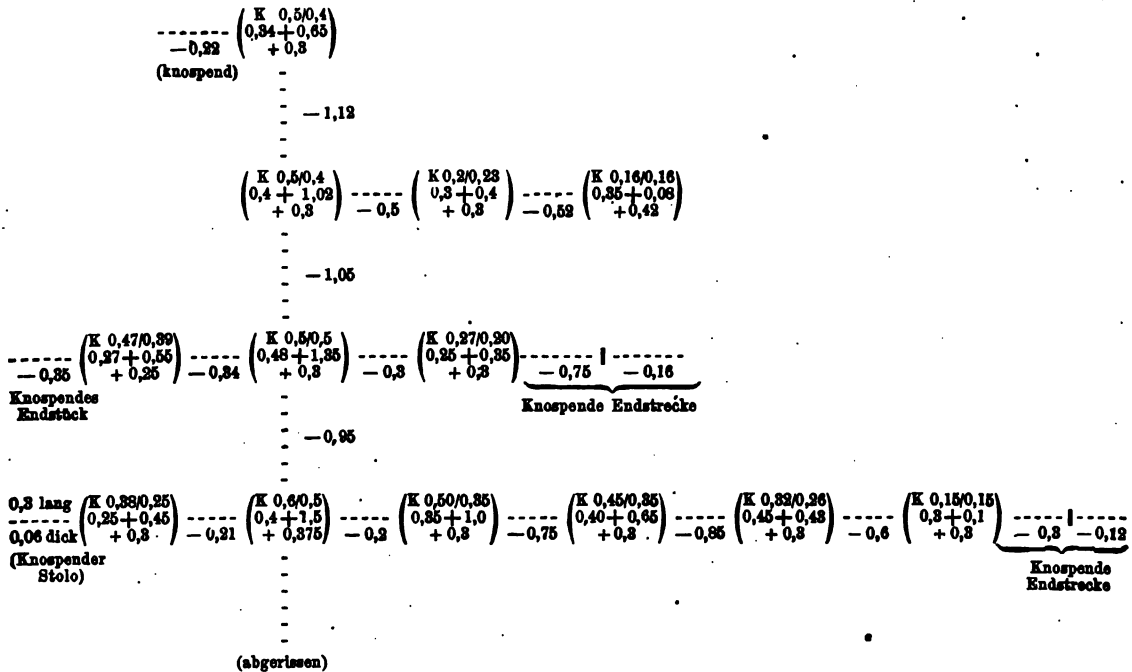 K 0,5/0,4
------- 0,34 + 0,65
— 0,22 + 0,3
(knospend)
— 1,12
K 0,5/0,4 K 0,2/0,23 K 0,16/0,16
0,4 + 1,02 ----- 0,3 + 0,4 ----- 0,35 + 0,08
+ 0,3 — 0,5 + 0,3 — 0,52 + 0,42
— 1,05
K 0,47/0,39 K 0,5/0,5 K 0,27/0,20
------ 0,27 + 0,55 ----- 0,48 + 1,35 ---- 0,25 + 0,35 ------- | -------
— 0,35 + 0,25 — 0,34 + 0,3 — 0,3 + 0,3 — 0,75 — 0,16
Knospendes Knospende Endstrecke
Endstück
— 0,95
0,3 lang K 0,38/0,25 K 0,6/0,5 K 0,50/0,35 K 0,45/0,35 K 0,32/0,26 K 0,15/0,15
------ 0,25 + 0,45 ----- 0,4 + 1,5 ----- 0,35 + 1,0 ----- 0,40 + 0,65 ----- 0,45 + 0,43 ----- 0,3 + 0,1 ----- | -----
0,06 dick + 0,3 — 0,21 + 0,375 — 0,2 + 0,3 — 0,75 + 0,3 — 0,85 + 0,3 — 0,6 + 0,3 — 0,3 — 0,12
(Knospender Knospende
Stolo) Endstrecke
(abgerissen)